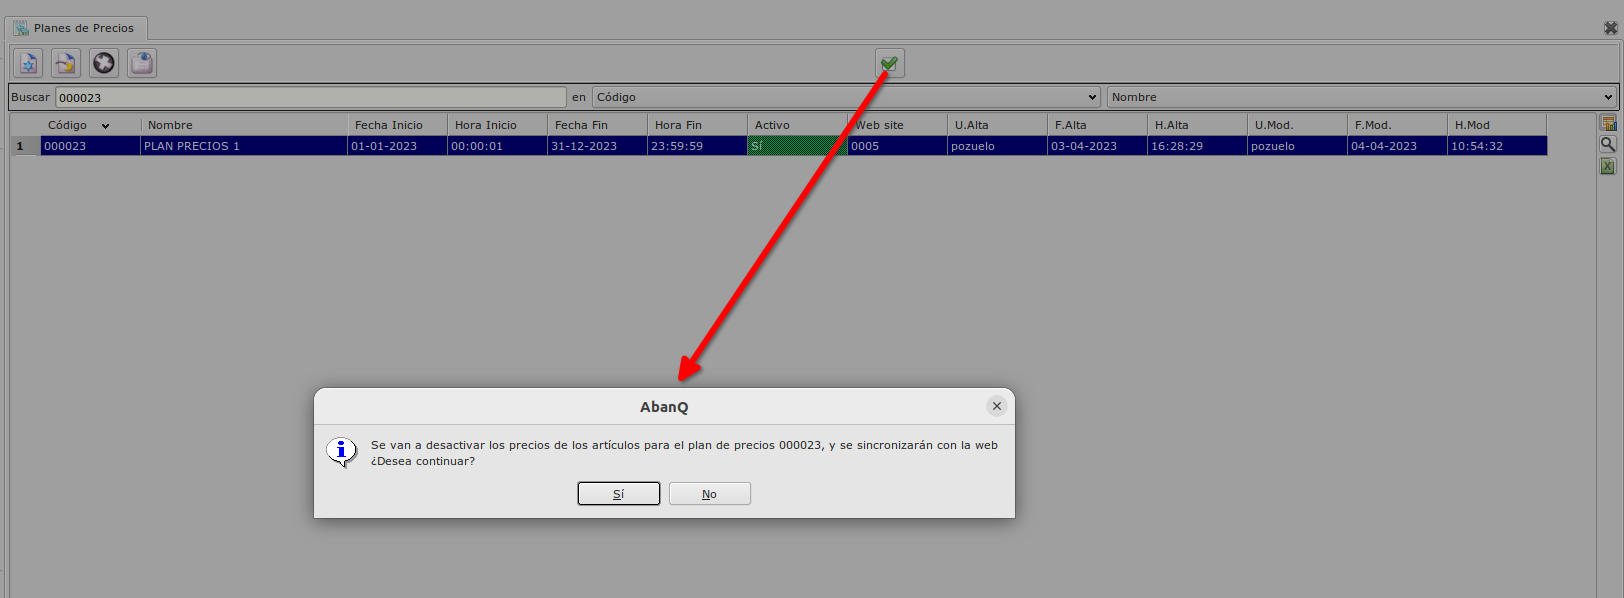 Planes de Precios
Buscar 000023 en Código Nombre
Código Nombre Fecha Inicio Hora Inicio Fecha Fin Hora Fin Activo Web site U.Alta F.Alta H.Alta U.Mod. F.Mod. H.Mod
1 000023 PLAN PRECIOS 1 01-01-2023 00:00:01 31-12-2023 23:59:59 Sí 0005 pozuelo 03-04-2023 16:28:29 pozuelo 04-04-2023 10:54:32
AbanQ
Se van a desactivar los precios de los artículos para el plan de precios 000023, y se sincronizarán con la web
¿Desea continuar?
Sí No